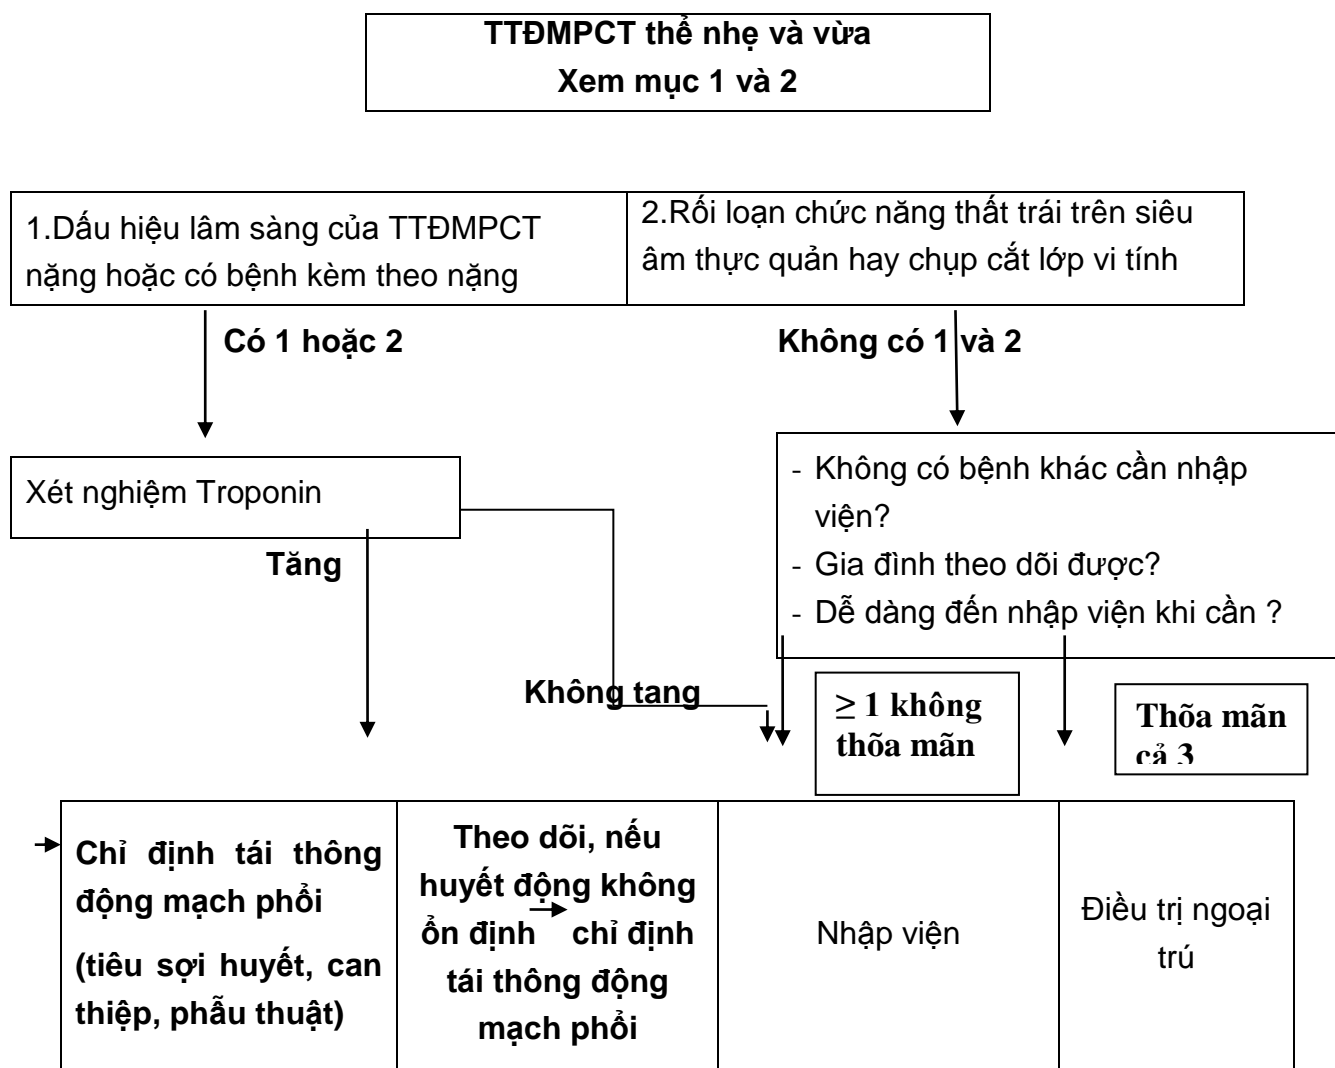 TTĐMPCT thể nhẹ và vừa
Xem mục 1 và 2
1.Dấu hiệu lâm sàng của TTĐMPCT
nặng hoặc có bệnh kèm theo nặng
2.Rối loạn chức năng thất trái trên siêu
âm thực quản hay chụp cắt lớp vi tính
Có 1 hoặc 2
Không có 1 và 2
Xét nghiệm Troponin
- Không có bệnh khác cần nhập
viện?
- Gia đình theo dõi được?
- Dễ dàng đến nhập viện khi cần ?
Tăng
Không tang
≥ 1 không
thõa mãn
Thõa mãn
cả 3
Chỉ định tái thông
động mạch phổi
(tiêu sợi huyết, can
thiệp, phẫu thuật)
Theo dõi, nếu
huyết động không
ổn định chỉ định
tái thông động
mạch phổi
Nhập viện
Điều trị ngoại
trú